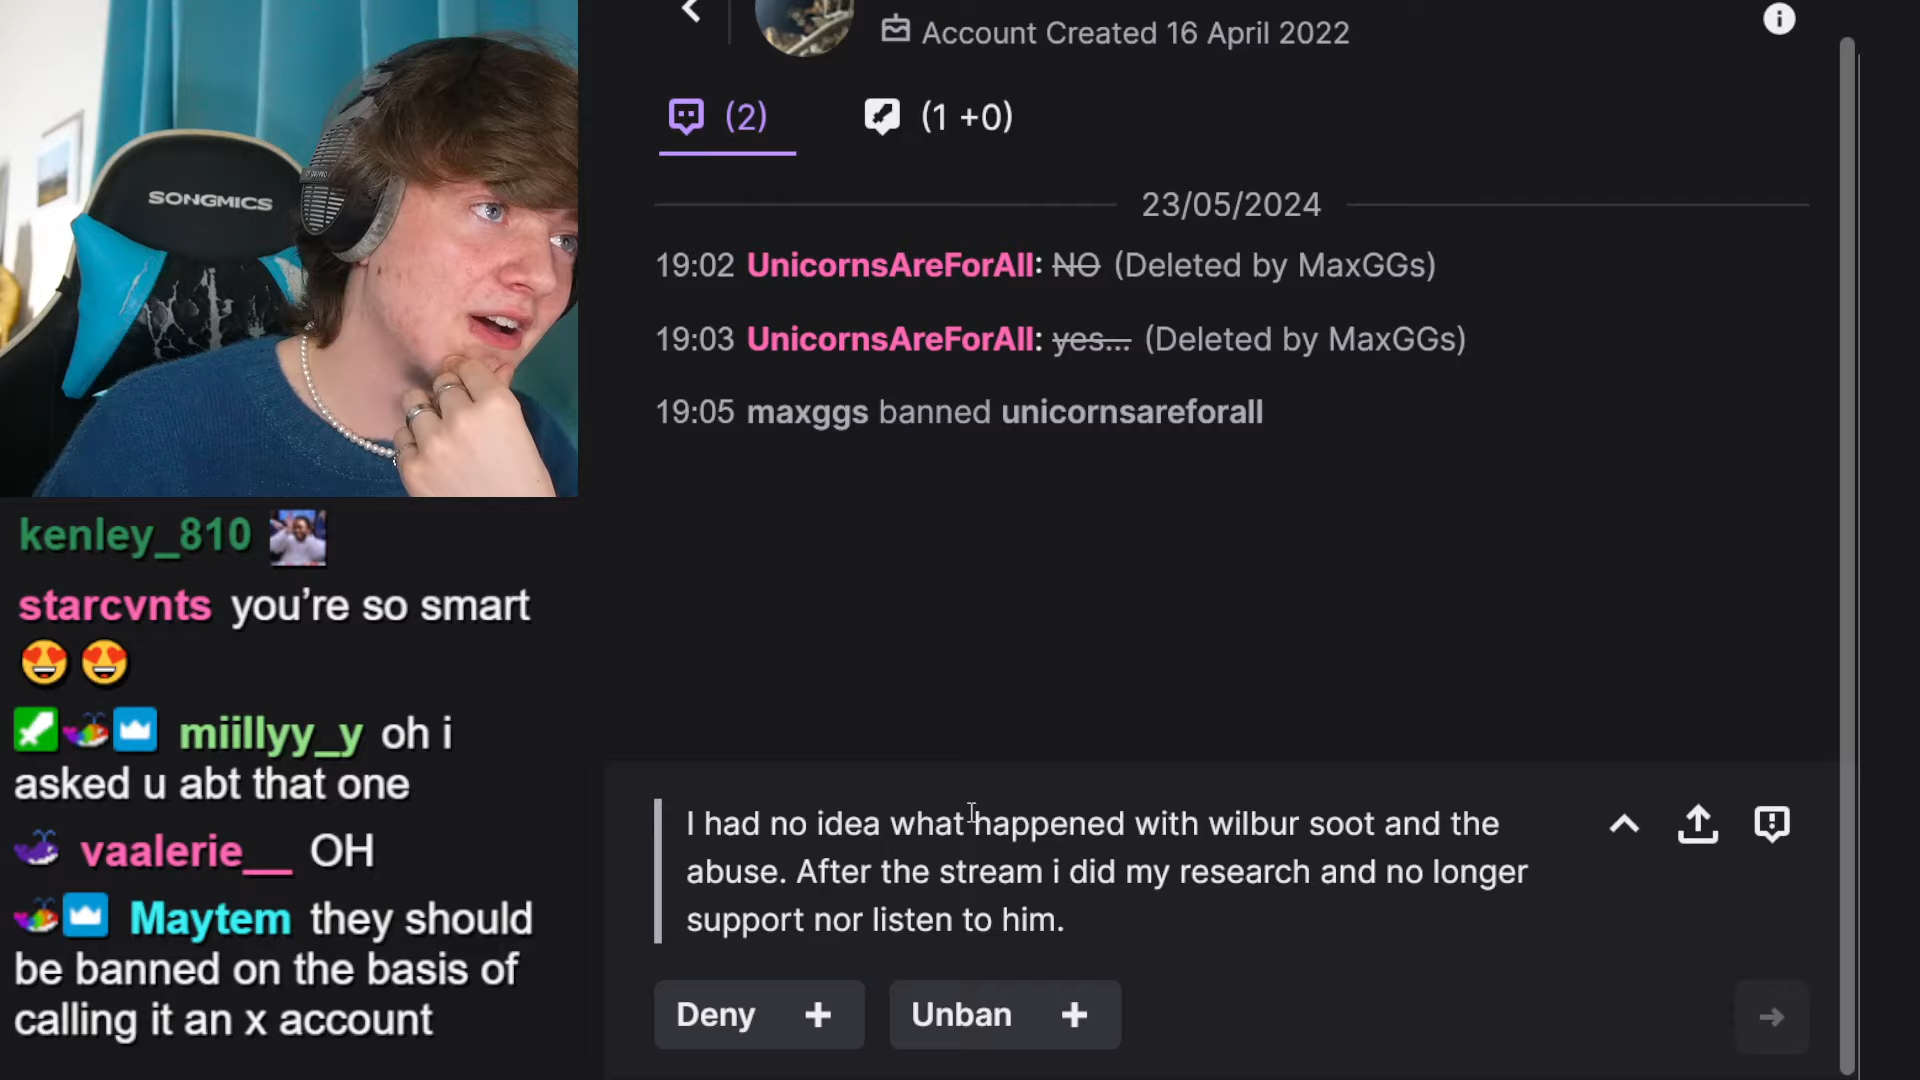 SONGMICS
kenley_810
starcvnts you’re so smart
miillyy_y oh i
asked u abt that one
vaalerie__ OH
Maytem they should
be banned on the basis of
calling it an x account
Account Created 16 April 2022
(2) (1 +0)
23/05/2024
19:02 UnicornsAreForAll: NO (Deleted by MaxGGs)
19:03 UnicornsAreForAll: yes... (Deleted by MaxGGs)
19:05 maxggs banned unicornsareforall
I had no idea what happened with wilbur soot and the
abuse. After the stream i did my research and no longer
support nor listen to him.
Deny + Unban +